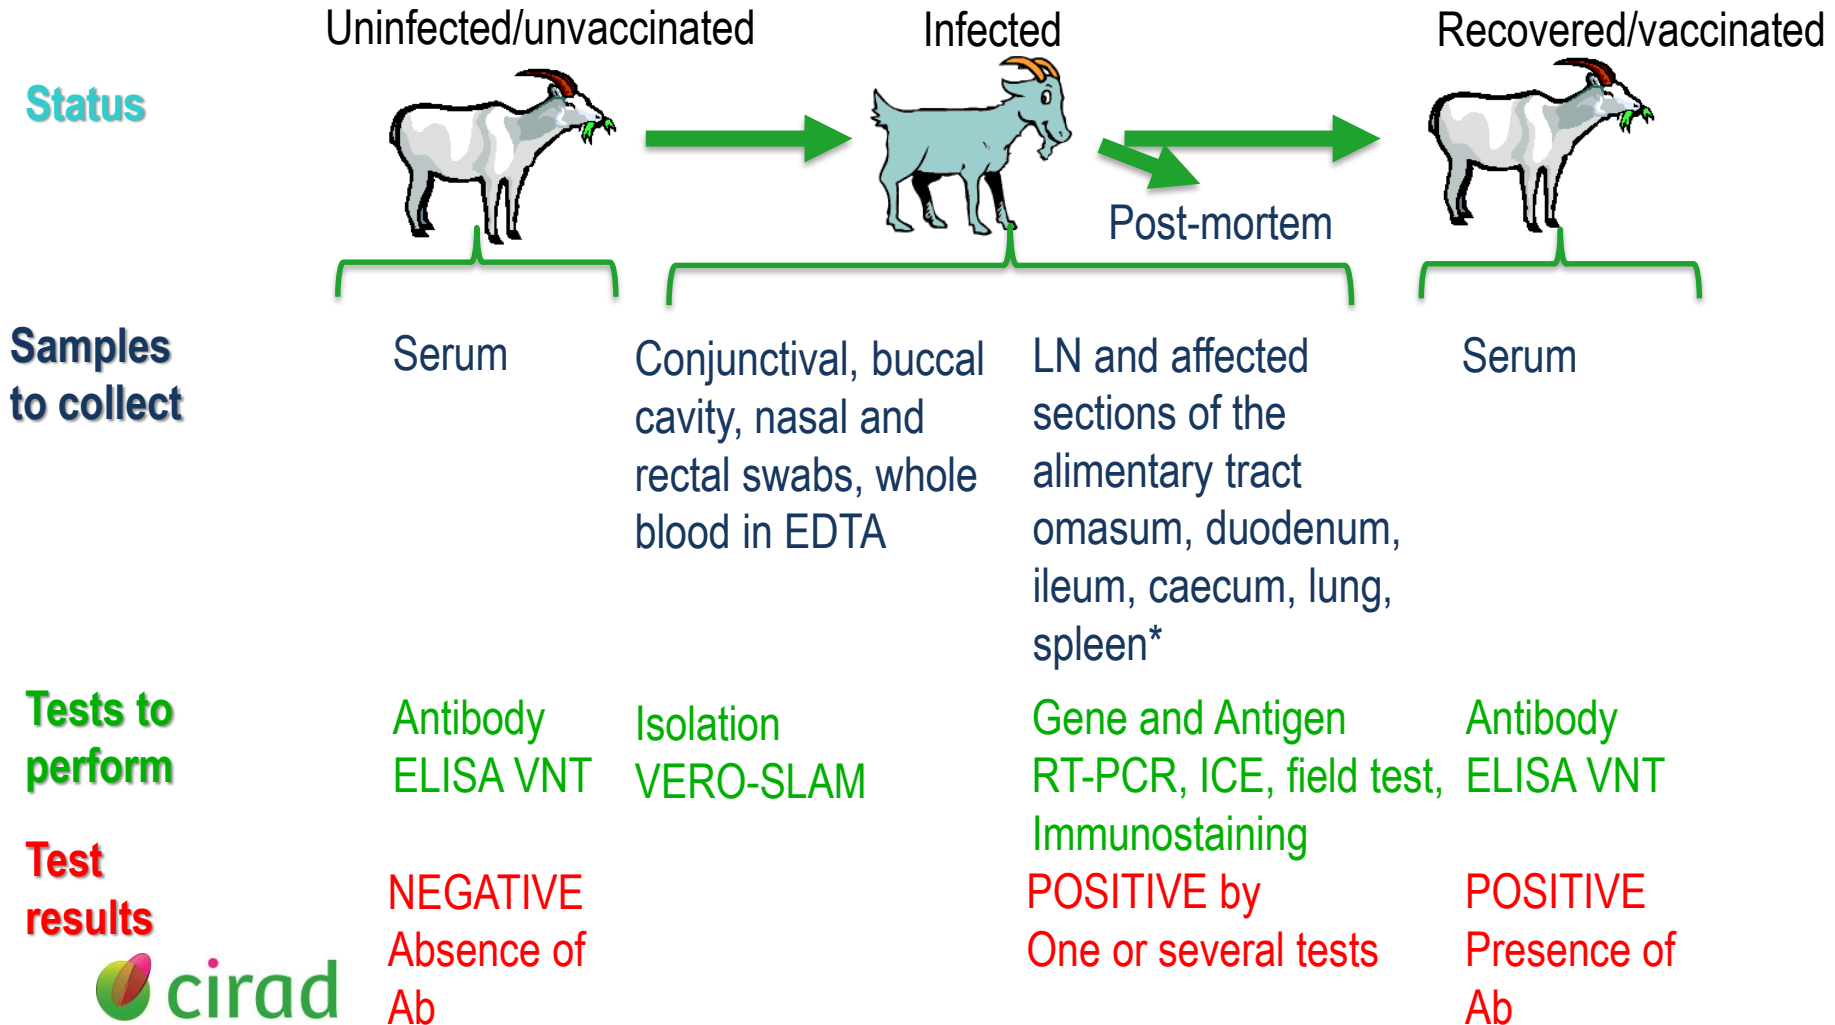 Uninfected/unvaccinated
Infected
Recovered/vaccinated
Status
Post-mortem
Samples
to collect
Serum
Conjunctival, buccal
cavity, nasal and
rectal swabs, whole
blood in EDTA
LN and affected
sections of the
alimentary tract
omasum, duodenum,
ileum, caecum, lung,
spleen*
Serum
Tests to
perform
Antibody
ELISA VNT
Isolation
VERO-SLAM
Gene and Antigen
RT-PCR, ICE, field test,
Immunostaining
Antibody
ELISA VNT
Test
results
NEGATIVE
Absence of
Ab
POSITIVE by
One or several tests
POSITIVE
Presence of
Ab
cirad